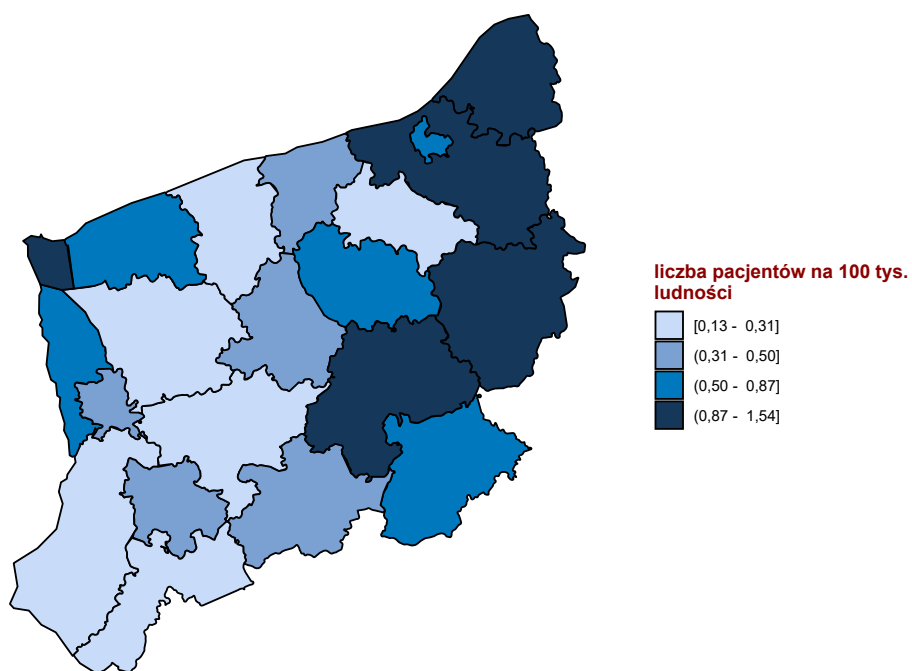 liczba pacjentów na 100 tys.
ludności
[0,13 - 0,31]
(0,31 - 0,50]
(0,50 - 0,87]
(0,87 - 1,54]